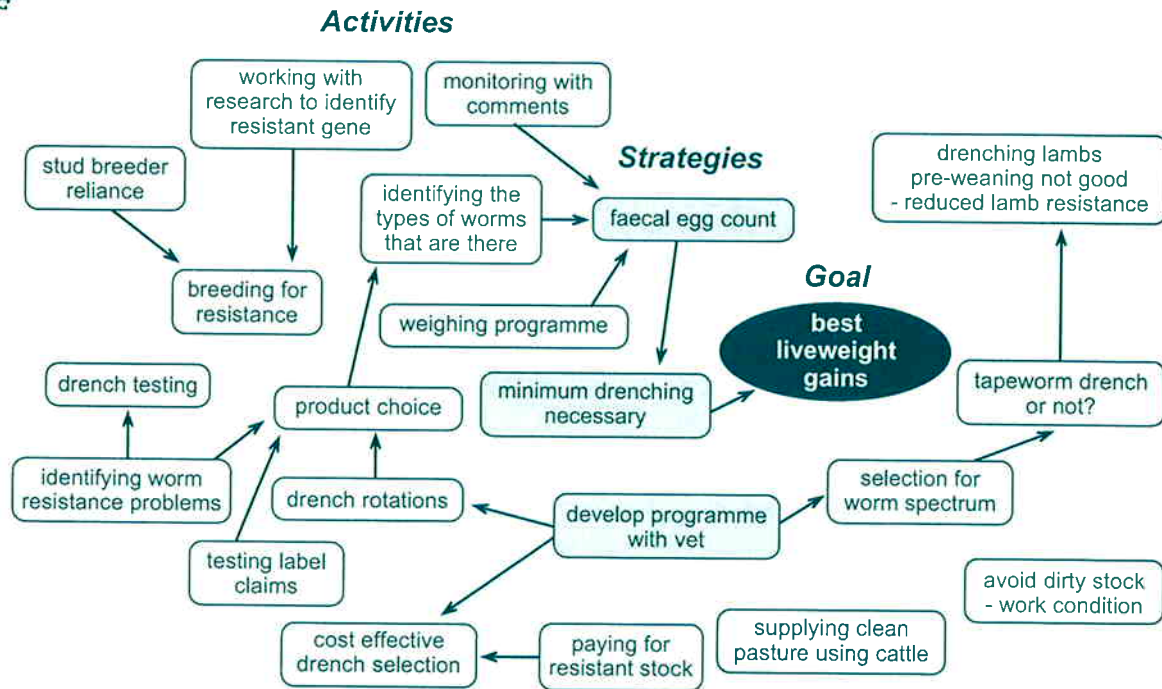 Activities
working with
research to identify
resistant gene
monitoring with
comments
Strategies
stud breeder
reliance
identifying the
types of worms
that are there
faecal egg count
drenching lambs
pre-weaning not good
- reduced lamb resistance
breeding for
resistance
weighing programme
Goal
best
liveweight
gains
drench testing
product choice
minimum drenching
necessary
tapeworm drench
or not?
identifying worm
resistance problems
drench rotations
develop programme
with vet
selection for
worm spectrum
testing label
claims
avoid dirty stock
- work condition
cost effective
drench selection
paying for
resistant stock
supplying clean
pasture using cattle